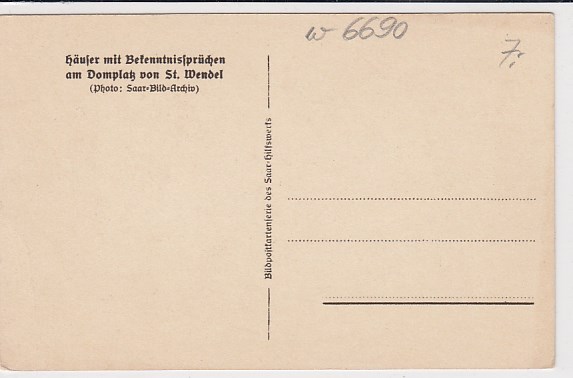 w 6690
7,-
Häuser mit Bekenntnissprüchen
am Domplatz von St. Wendel
(Photo: Saar-Bild-Archiv)
Bildpostkartenserie des Saar-Hilfswerks